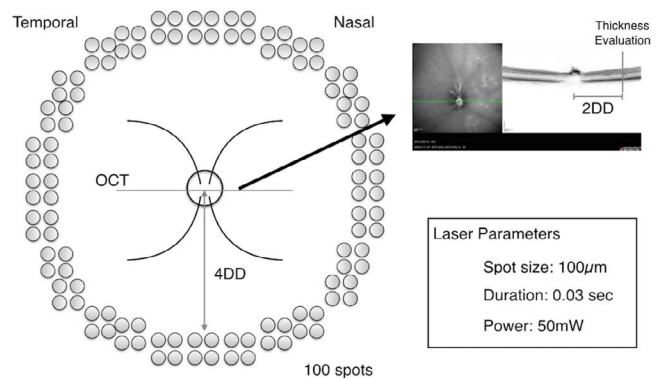 Temporal
Nasal
Thickness
Evaluation
2DD
OCT
4DD
Laser Parameters
Spot size: 100µm
Duration: 0.03 sec
Power: 50mW
100 spots